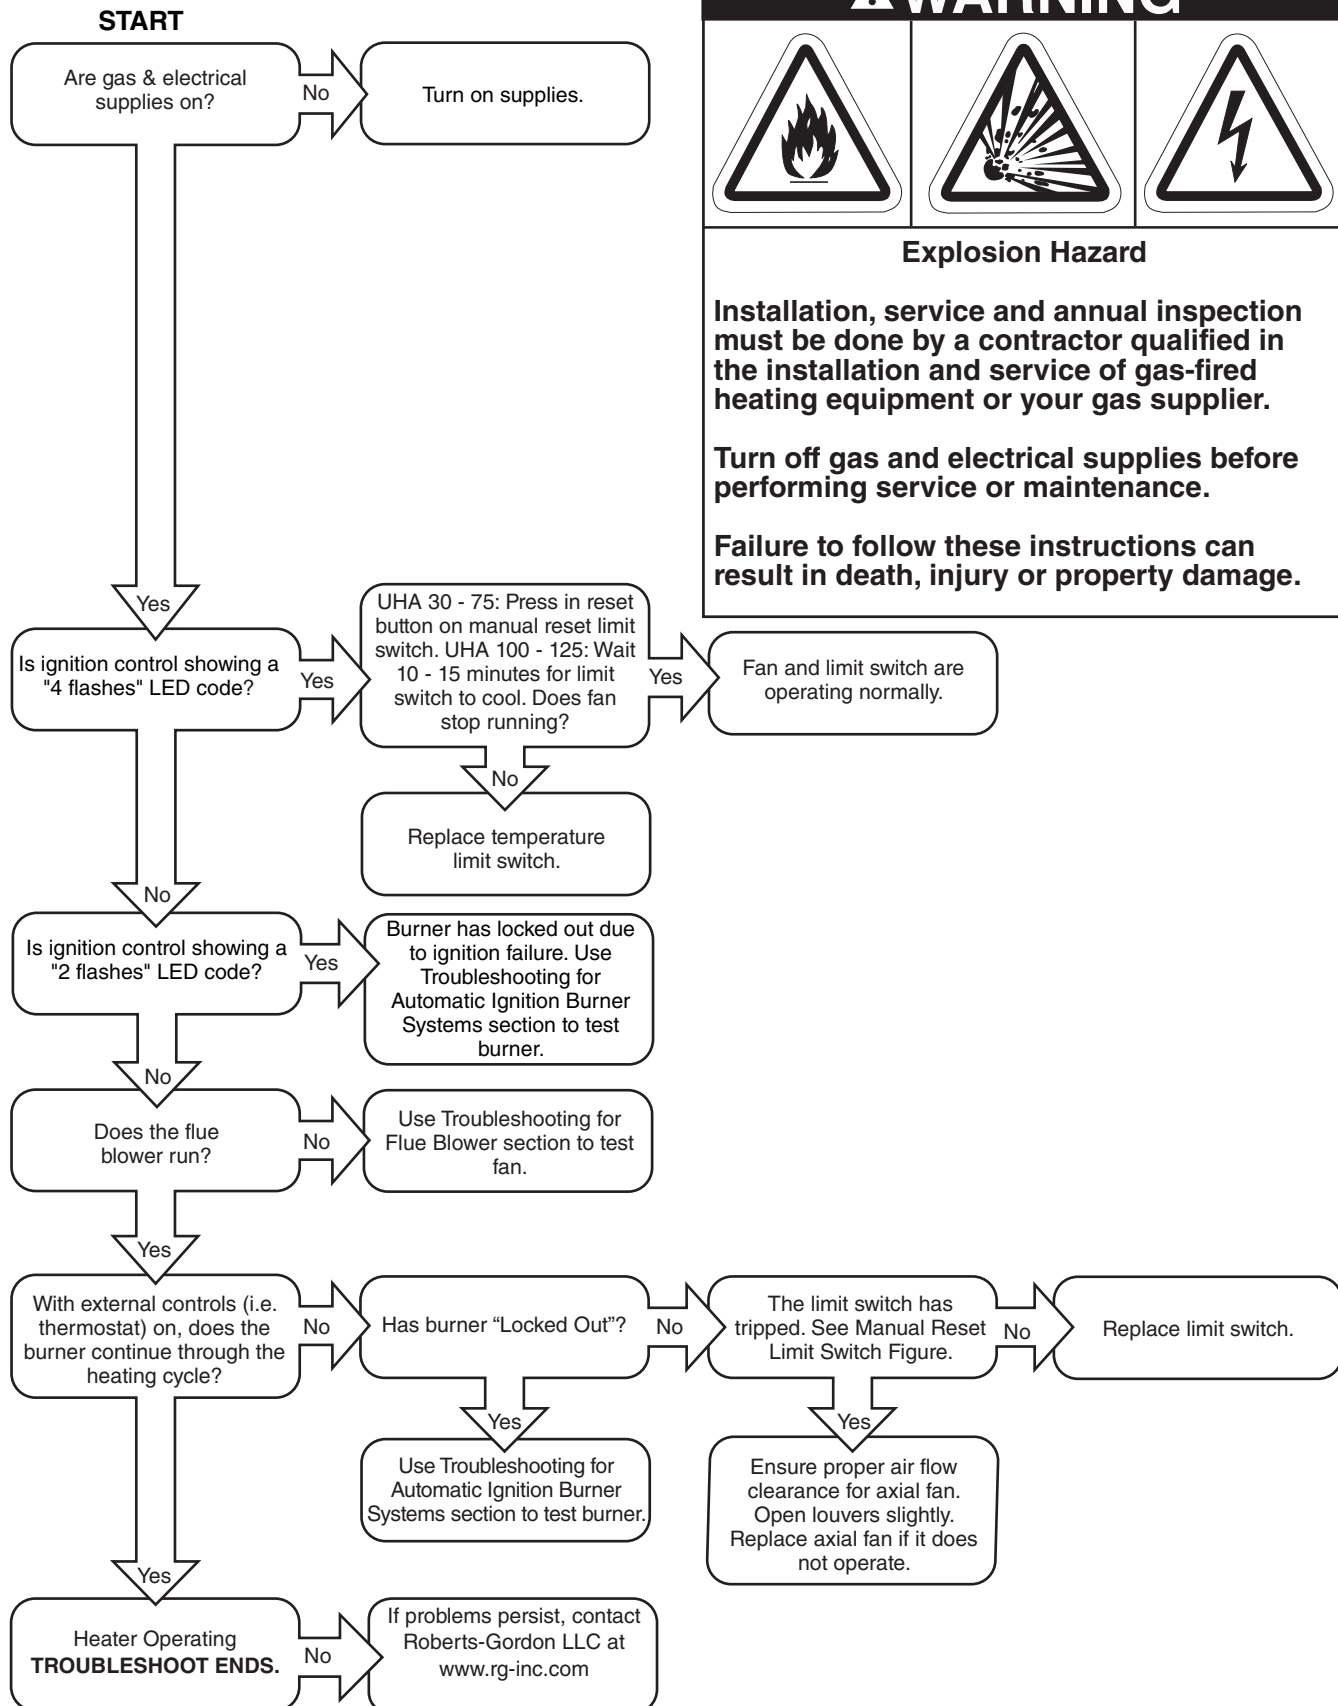 START
WARNING
Are gas & electrical
supplies on?
No
Turn on supplies.
Explosion Hazard
Installation, service and annual inspection
must be done by a contractor qualified in
the installation and service of gas-fired
heating equipment or your gas supplier.
Turn off gas and electrical supplies before
performing service or maintenance.
Failure to follow these instructions can
result in death, injury or property damage.
Yes
Is ignition control showing a
"4 flashes" LED code?
Yes
UHA 30 - 75: Press in reset
button on manual reset limit
switch. UHA 100 - 125: Wait
10 - 15 minutes for limit
switch to cool. Does fan
stop running?
Yes
Fan and limit switch are
operating normally.
No
Replace temperature
limit switch.
No
Is ignition control showing a
"2 flashes" LED code?
Yes
Burner has locked out due
to ignition failure. Use
Troubleshooting for
Automatic Ignition Burner
Systems section to test
burner.
No
Does the flue
blower run?
No
Use Troubleshooting for
Flue Blower section to test
fan.
Yes
With external controls (i.e.
thermostat) on, does the
burner continue through the
heating cycle?
No
Has burner “Locked Out”?
No
The limit switch has
tripped. See Manual Reset
Limit Switch Figure.
No
Replace limit switch.
Yes
Use Troubleshooting for
Automatic Ignition Burner
Systems section to test burner.
Yes
Ensure proper air flow
clearance for axial fan.
Open louvers slightly.
Replace axial fan if it does
not operate.
Yes
Heater Operating
TROUBLESHOOT ENDS.
No
If problems persist, contact
Roberts-Gordon LLC at
www.rg-inc.com